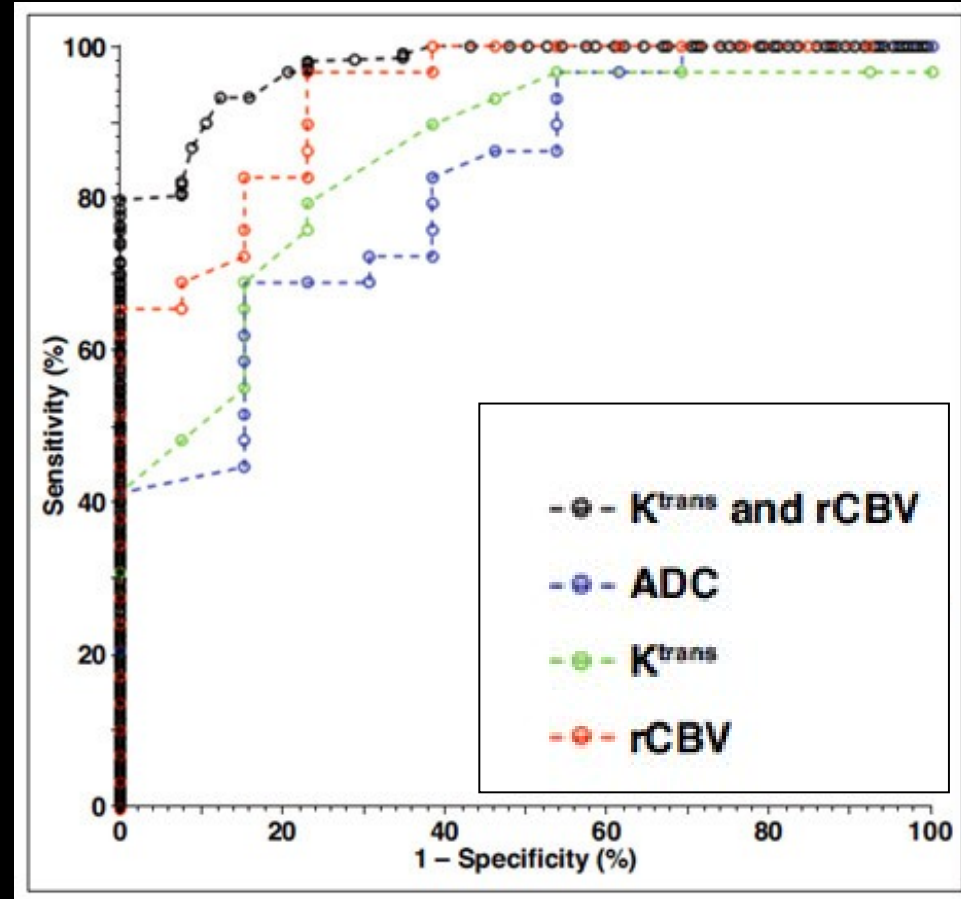 100
80
60
40
20
0
Sensitivity (%)
0 20 40 60 80 100
1 – Specificity (%)
Ktrans and rCBV
ADC
Ktrans
rCBV